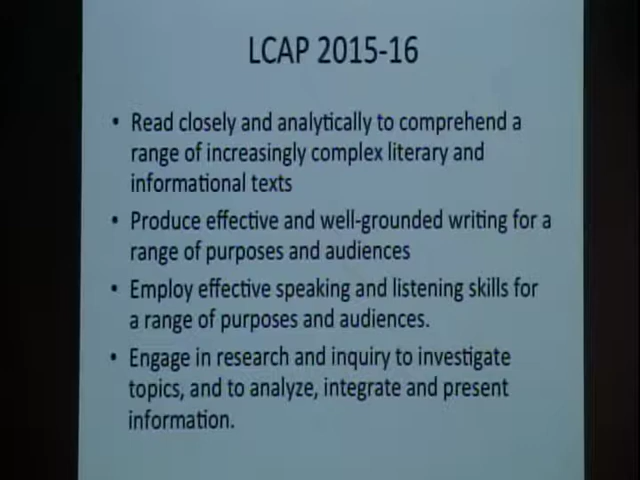 LCAP 2015-16
• Read closely and analytically to comprehend a
range of increasingly complex literary and
informational texts
• Produce effective and well-grounded writing for a
range of purposes and audiences
• Employ effective speaking and listening skills for
a range of purposes and audiences.
• Engage in research and inquiry to investigate
topics, and to analyze, integrate and present
information.